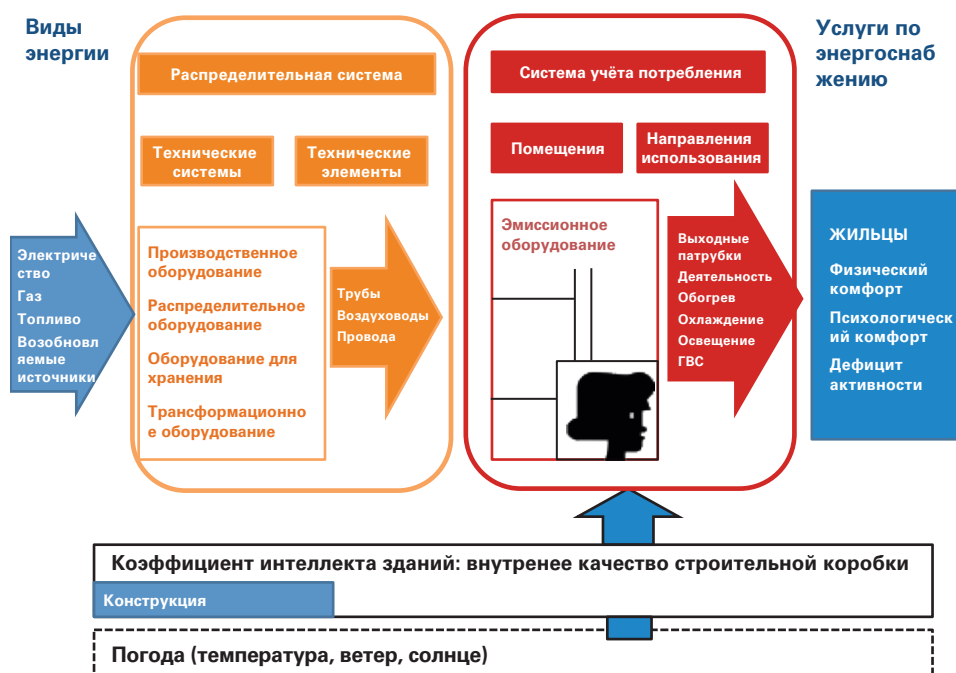 Виды
энергии
Распределительная система
Система учёта потребления
Услуги по
энергоснаб
жению
Технические
системы
Технические
элементы
Помещения
Направления
использования
Электриче
ство
Газ
Топливо
Возобновл
яемые
источники
Производственное
оборудование
Распределительное
оборудование
Оборудование для
хранения
Трансформационно
е оборудование
Трубы
Воздуховоды
Провода
Эмиссионное
оборудование
Выходные
патрубки
Деятельность
Обогрев
Охлаждение
Освещение
ГВС
ЖИЛЬЦЫ
Физический
комфорт
Психологическ
ий комфорт
Дефицит
активности
Коэффициент интеллекта зданий: внутренее качество строительной коробки
Конструкция
Погода (температура, ветер, солнце)